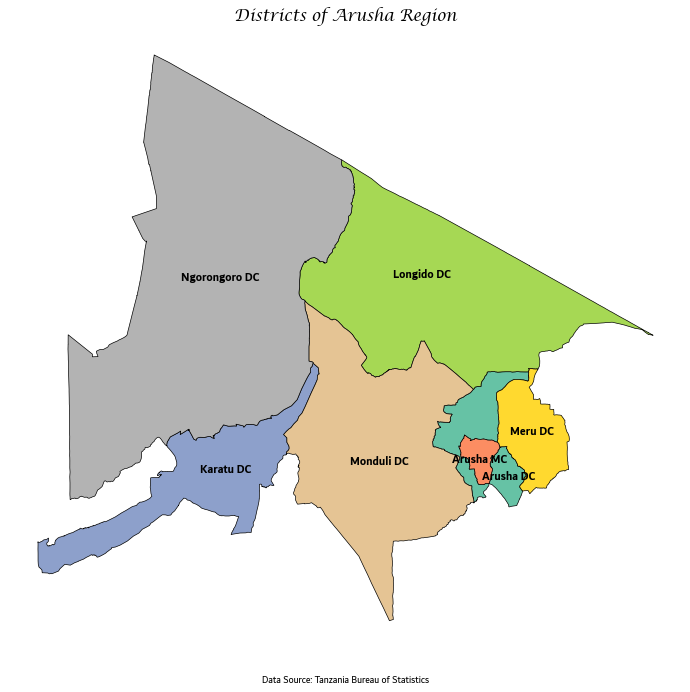 Districts of Arusha Region
Ngorongoro DC
Longido DC
Meru DC
Karatu DC
Monduli DC
Arusha MC
Arusha DC
Data Source: Tanzania Bureau of Statistics